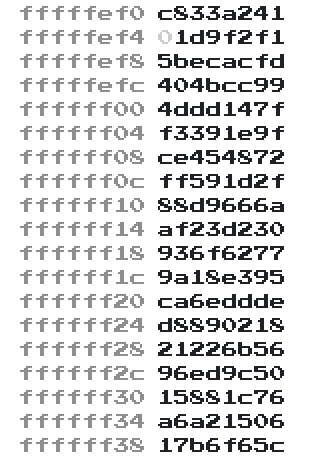 fffffef0 c833a241
fffffef4 01d9f2f1
fffffef8 5becacfd
fffffefc 404bcc99
ffffff00 4ddd147f
ffffff04 f3391e9f
ffffff08 ce454872
ffffff0c ff591d2f
ffffff10 88d9666a
ffffff14 af23d230
ffffff18 936f6277
ffffff1c 9a18e395
ffffff20 ca6eddde
ffffff24 d8890218
ffffff28 21226b56
ffffff2c 96ed9c50
ffffff30 15881c76
ffffff34 a6a21506
ffffff38 17b6f65c